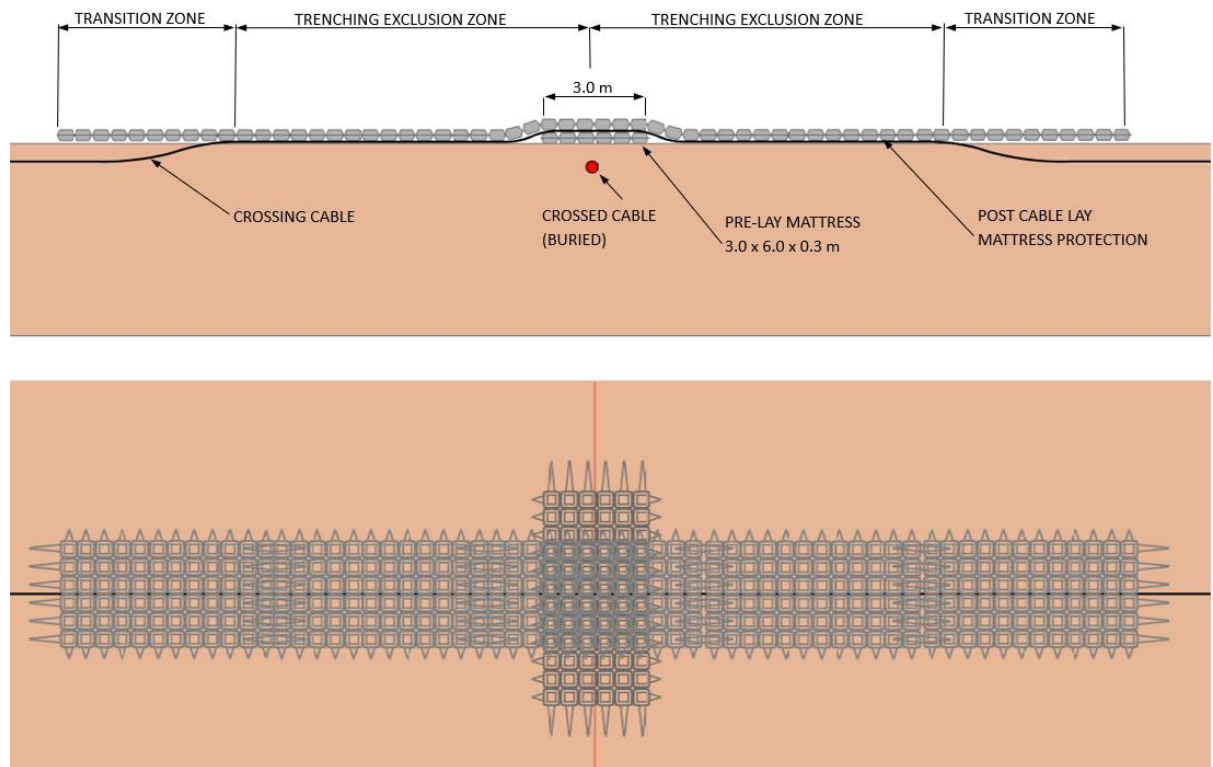 TRANSITION ZONE
TRENCHING EXCLUSION ZONE
TRENCHING EXCLUSION ZONE
TRANSITION ZONE
3.0 m
CROSSING CABLE
CROSSED CABLE
(BURIED)
PRE-LAY MATTRESS
3.0 x 6.0 x 0.3 m
POST CABLE LAY
MATTRESS PROTECTION